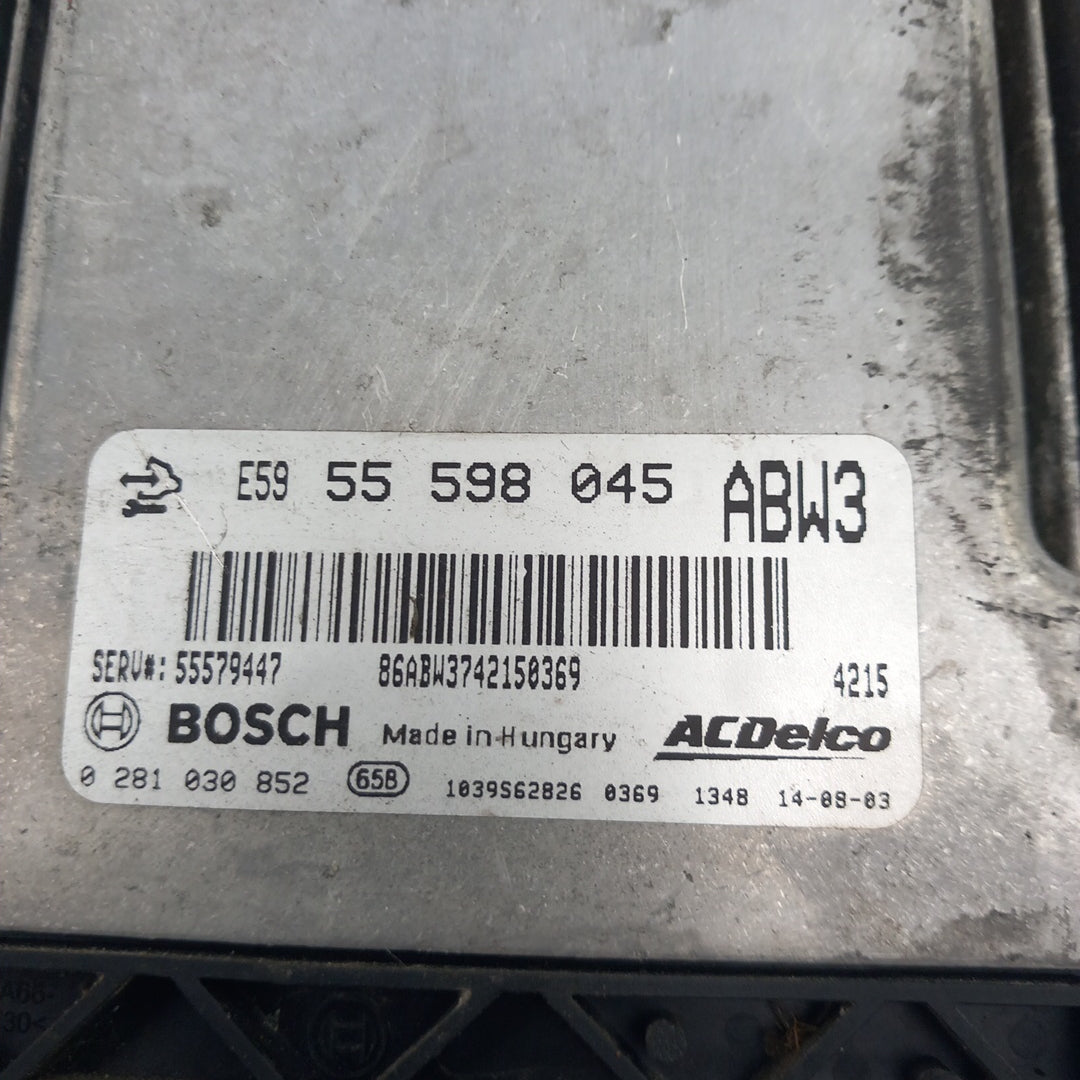 E59 55 598 045 ABW3
SERV#: 55579447 86ABW3742150369 4215
BOSCH Made in Hungary ACDelco
0 281 030 852 65B 1039S62826 0369 1348 14-08-03
30<